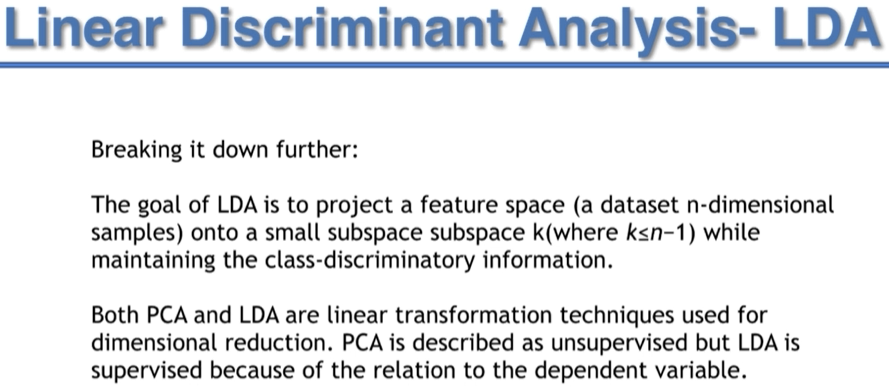 Linear Discriminant Analysis- LDA
Breaking it down further:
The goal of LDA is to project a feature space (a dataset n-dimensional
samples) onto a small subspace subspace k(where k≤n−1) while
maintaining the class-discriminatory information.
Both PCA and LDA are linear transformation techniques used for
dimensional reduction. PCA is described as unsupervised but LDA is
supervised because of the relation to the dependent variable.